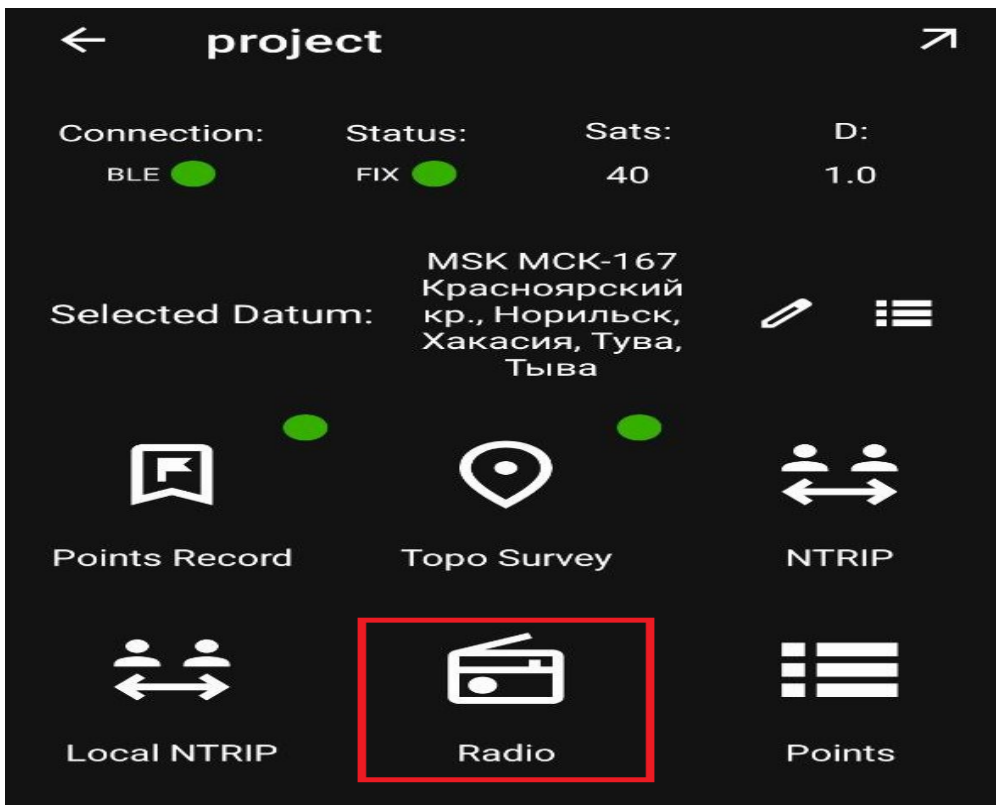 project
Connection: Status: Sats: D:
BLE FIX 40 1.0
Selected Datum:
MSK МСК-167
Красноярский
кр., Норильск,
Хакасия, Тува,
Тыва
Points Record Topo Survey NTRIP
Local NTRIP Radio Points